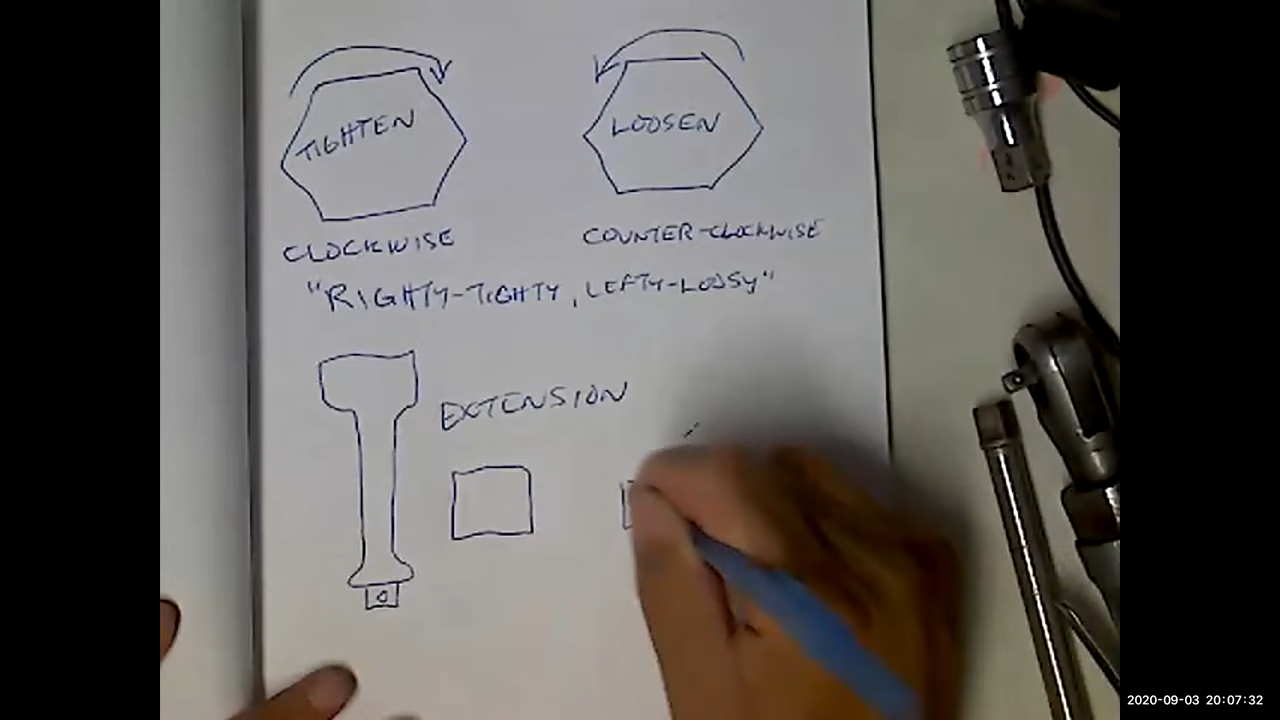 TIGHTEN
LOOSEN
CLOCKWISE
COUNTER-CLOCKWISE
"RIGHTY-TIGHTY, LEFTY-LOOSY"
EXTENSION
2020-09-03 20:07:32